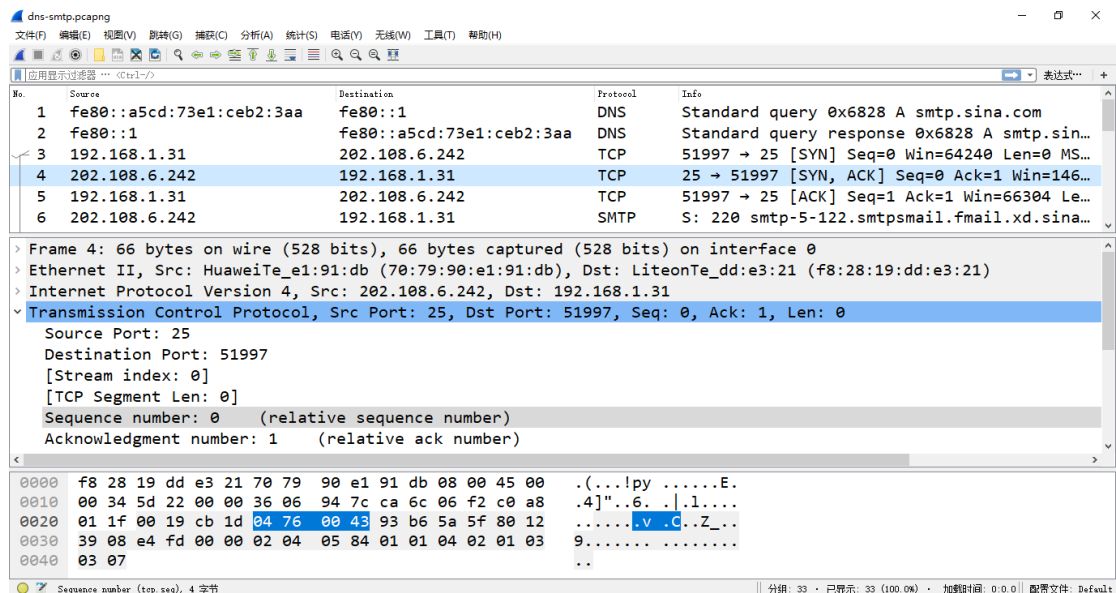 dns-smtp.pcapng
文件(F) 编辑(E) 视图(V) 跳转(G) 捕获(C) 分析(A) 统计(S) 电话(Y) 无线(W) 工具(T) 帮助(H)
应用显示过滤器 … <Ctrl-/> 表达式… +
No. Source Destination Protocol Info
1 fe80::a5cd:73e1:ceb2:3aa fe80::1 DNS Standard query 0x6828 A smtp.sina.com
2 fe80::1 fe80::a5cd:73e1:ceb2:3aa DNS Standard query response 0x6828 A smtp.sin…
3 192.168.1.31 202.108.6.242 TCP 51997 → 25 [SYN] Seq=0 Win=64240 Len=0 MS…
4 202.108.6.242 192.168.1.31 TCP 25 → 51997 [SYN, ACK] Seq=0 Ack=1 Win=146…
5 192.168.1.31 202.108.6.242 TCP 51997 → 25 [ACK] Seq=1 Ack=1 Win=66304 Le…
6 202.108.6.242 192.168.1.31 SMTP S: 220 smtp-5-122.smtpsmail.fmail.xd.sina…
Frame 4: 66 bytes on wire (528 bits), 66 bytes captured (528 bits) on interface 0
Ethernet II, Src: HuaweiTe_e1:91:db (70:79:90:e1:91:db), Dst: LiteonTe_dd:e3:21 (f8:28:19:dd:e3:21)
Internet Protocol Version 4, Src: 202.108.6.242, Dst: 192.168.1.31
Transmission Control Protocol, Src Port: 25, Dst Port: 51997, Seq: 0, Ack: 1, Len: 0
Source Port: 25
Destination Port: 51997
[Stream index: 0]
[TCP Segment Len: 0]
Sequence number: 0 (relative sequence number)
Acknowledgment number: 1 (relative ack number)
0000 f8 28 19 dd e3 21 70 79 90 e1 91 db 08 00 45 00 .(...!py ......E.
0010 00 34 5d 22 00 00 36 06 94 7c ca 6c 06 f2 c0 a8 .4]"..6. .|.l....
0020 01 1f 00 19 cb 1d 04 76 00 43 93 b6 5a 5f 80 12 .......v .C..Z_..
0030 39 08 e4 fd 00 00 02 04 05 84 01 01 04 02 01 03 9....... ........
0040 03 07 ..
Sequence number (tcp.seq), 4 字节 分组: 33 · 已显示: 33 (100.0%) · 加载时间: 0:0.0 配置文件: Default